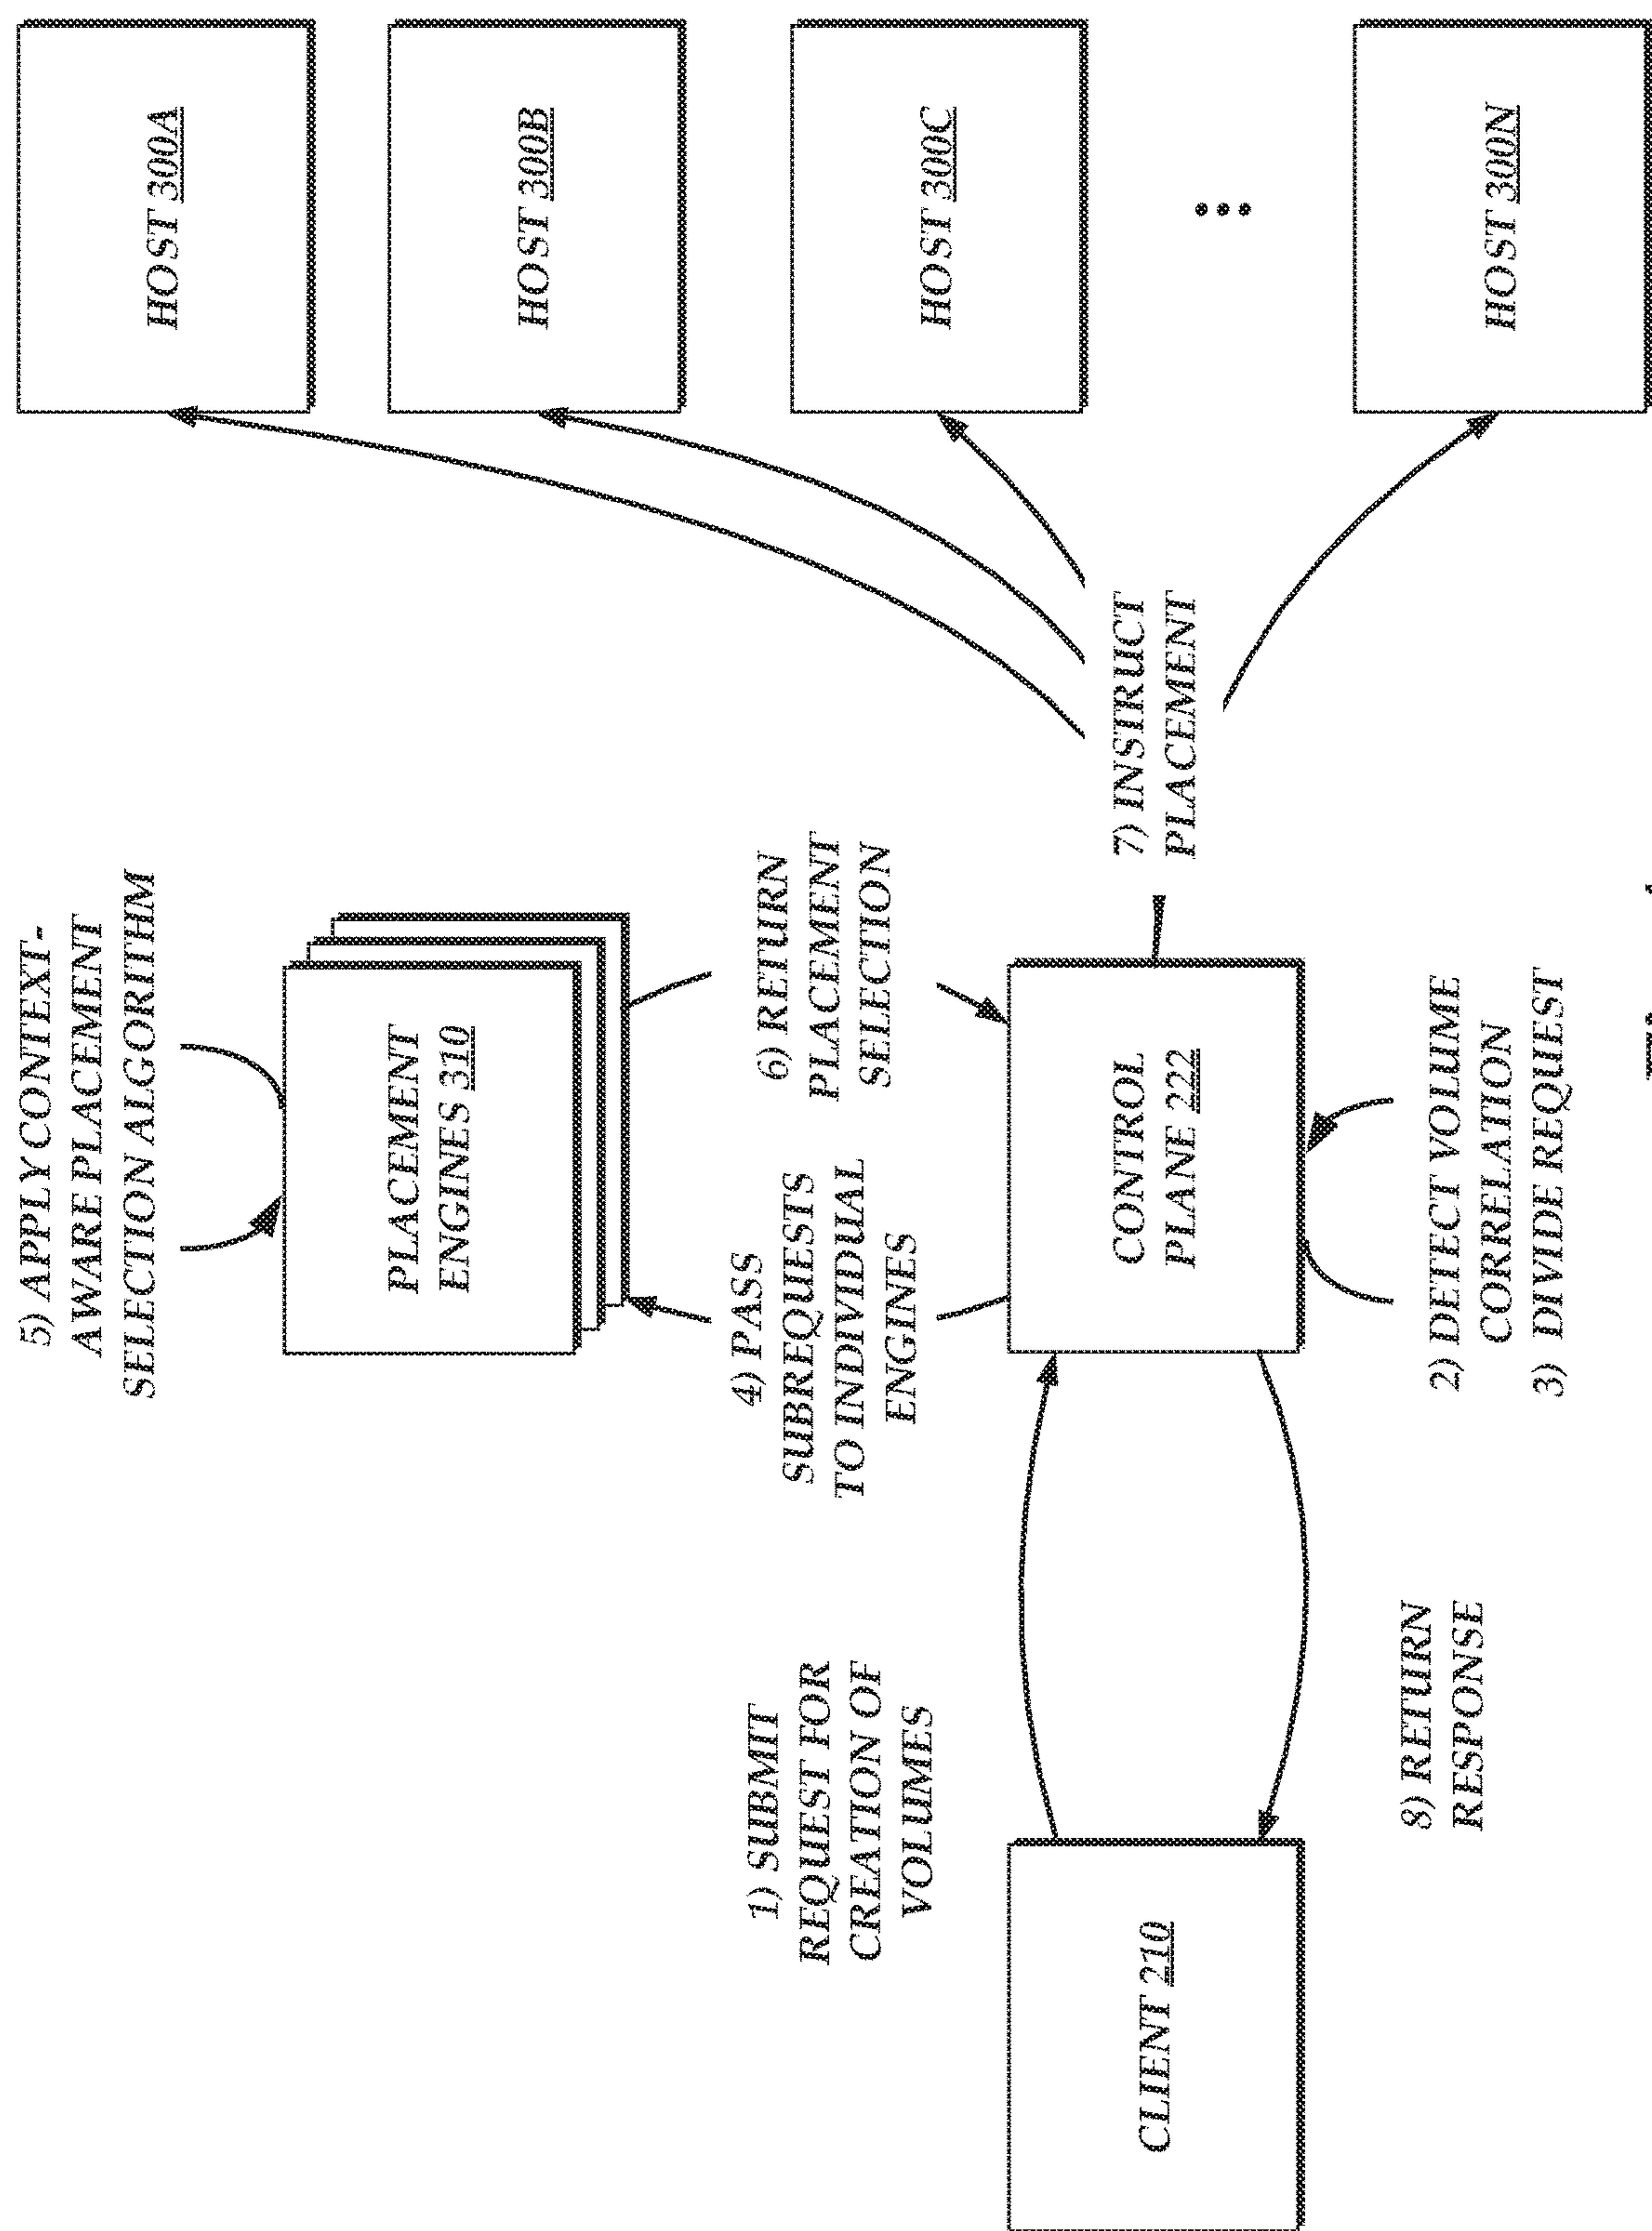 5) APPLY CONTEXT-
AWARE PLACEMENT
SELECTION ALGORITHM
PLACEMENT
ENGINES 310
HOST 300A
HOST 300B
1) SUBMIT
REQUEST FOR
CREATION OF
VOLUMES
4) PASS
SUBREQUESTS
TO INDIVIDUAL
ENGINES
6) RETURN
PLACEMENT
SELECTION
HOST 300C
CLIENT 210
CONTROL
PLANE 222
7) INSTRUCT
PLACEMENT
8) RETURN
RESPONSE
2) DETECT VOLUME
CORRELATION
3) DIVIDE REQUEST
HOST 300N